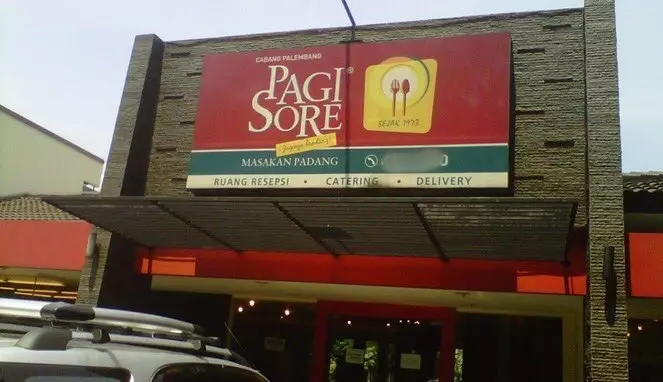 CABANG PALEMBANG
PAGI®
SORE
SEJAK 1973
MASAKAN PADANG
RUANG RESEPSI • CATERING • DELIVERY